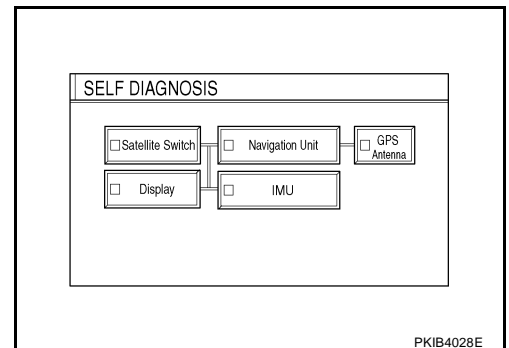 SELF DIAGNOSIS
Satellite Switch
Navigation Unit
GPS
Antenna
Display
IMU
PKIB4028E